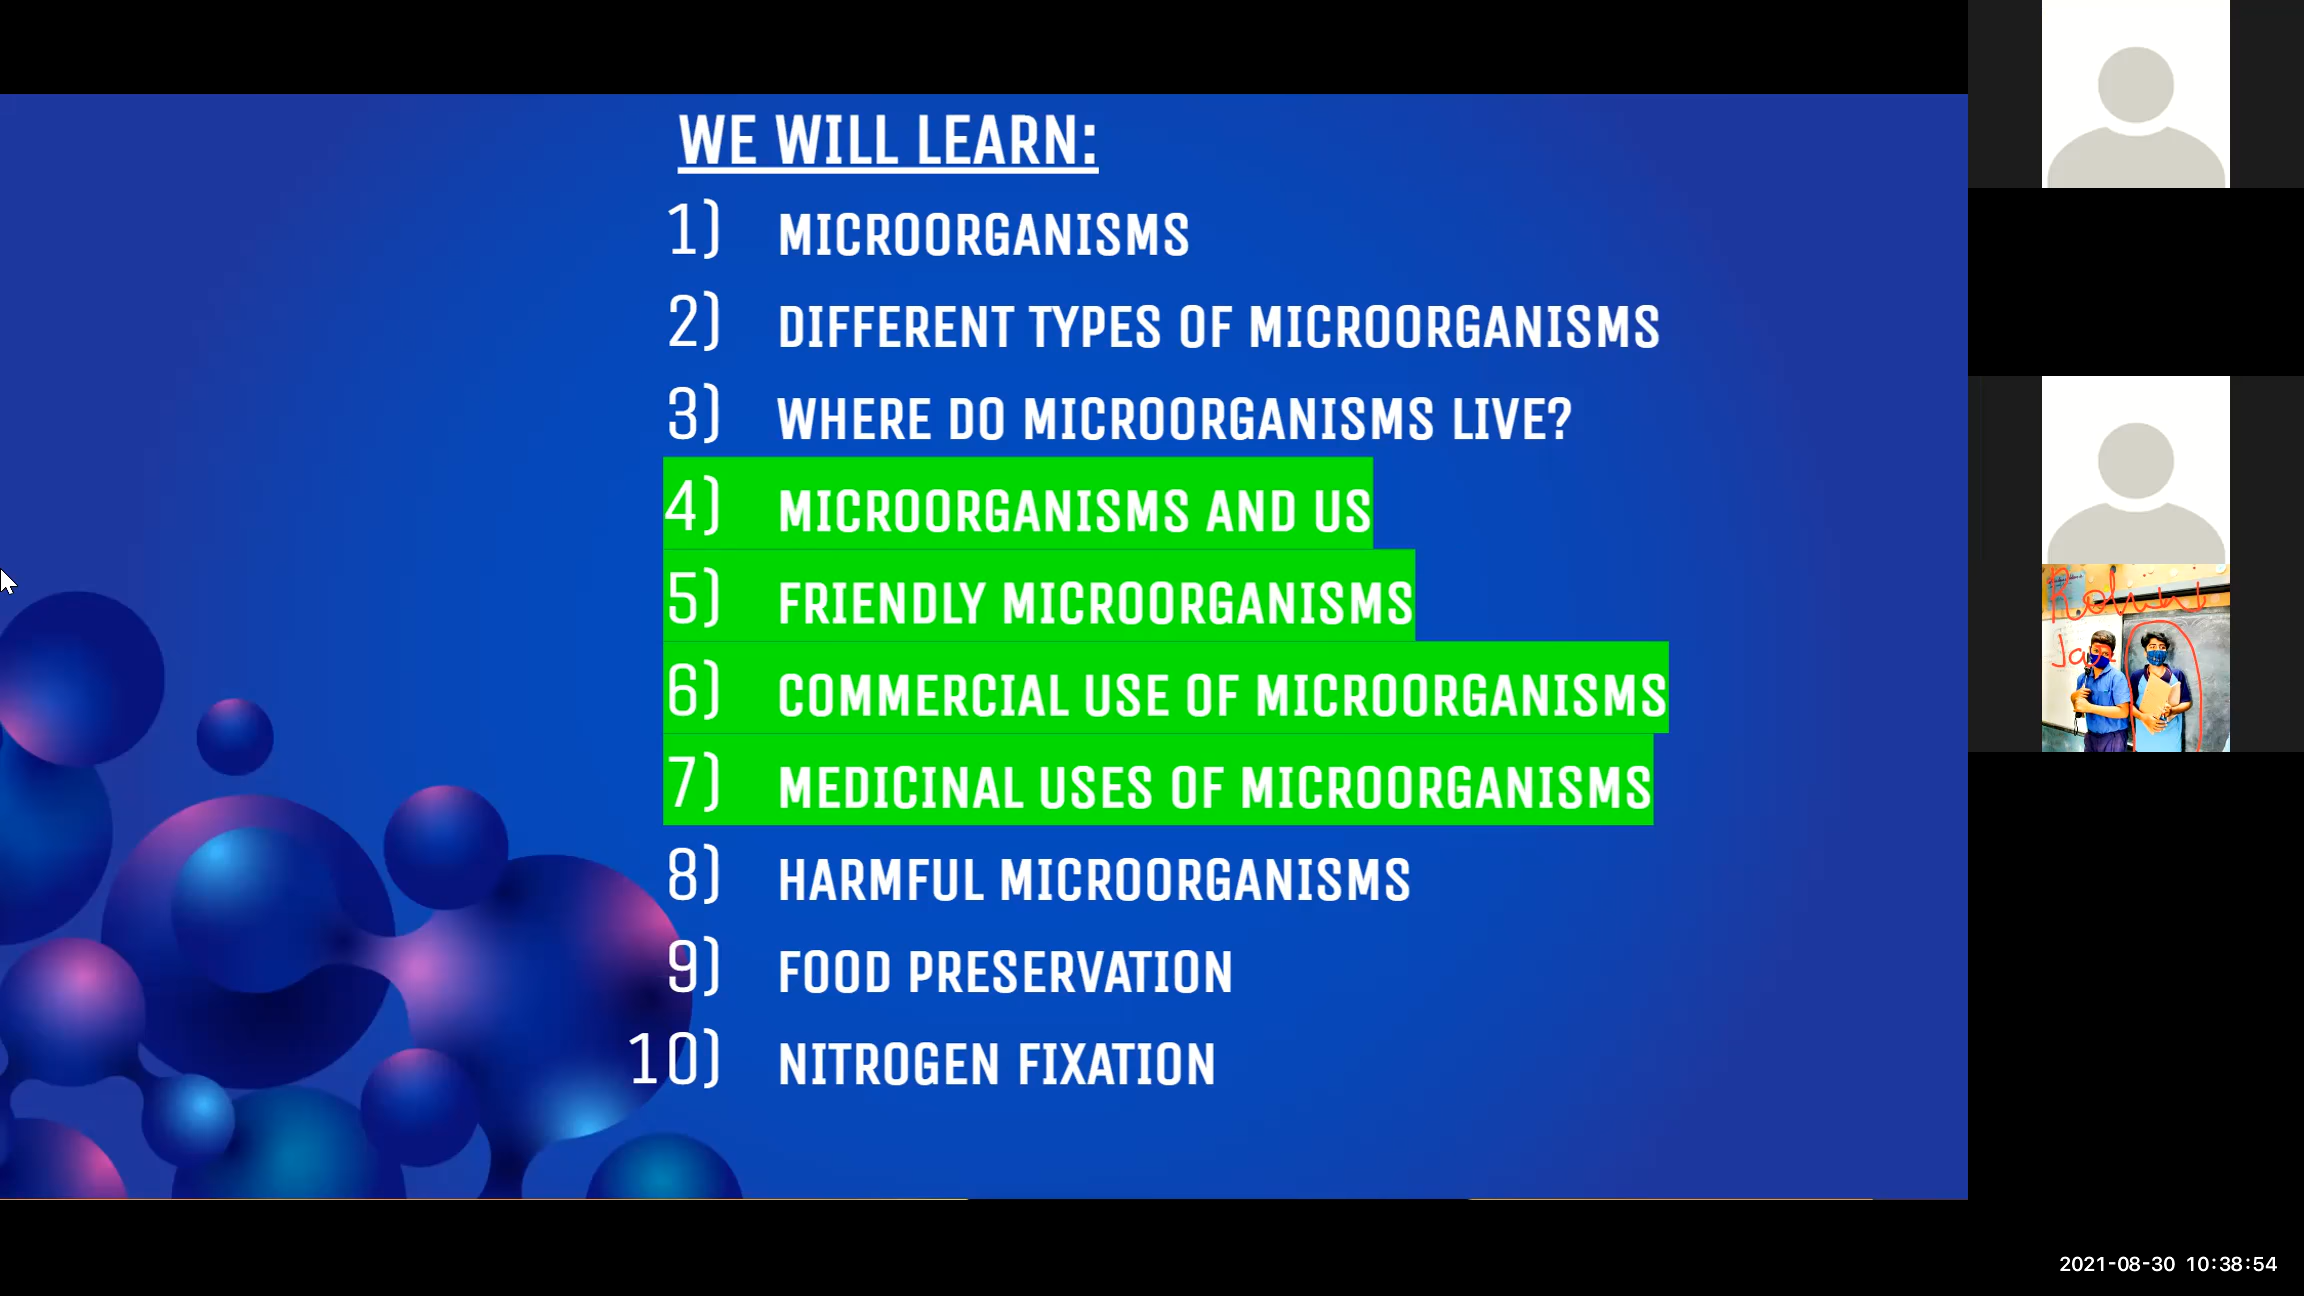 WE WILL LEARN:
1) MICROORGANISMS
2) DIFFERENT TYPES OF MICROORGANISMS
3) WHERE DO MICROORGANISMS LIVE?
4) MICROORGANISMS AND US
5) FRIENDLY MICROORGANISMS
6) COMMERCIAL USE OF MICROORGANISMS
7) MEDICINAL USES OF MICROORGANISMS
8) HARMFUL MICROORGANISMS
9) FOOD PRESERVATION
10) NITROGEN FIXATION
2021-08-30 10:38:54